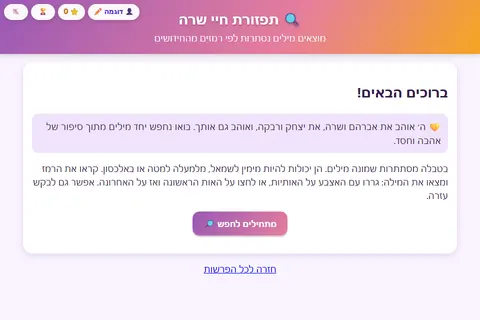 👤 דוגמה ✏️
⭐ 0
🔍 תפזורת חיי שרה
מוצאים מילים נסתרות לפי רמזים מהחידושים
ברוכים הבאים!
🧡 ה׳ אוהב את אברהם ושרה, את יצחק ורבקה, ואוהב גם אותך. בואו נחפש יחד מילים מתוך סיפור של
אהבה וחסד.
בטבלה מסתתרות שמונה מילים. הן יכולות להיות מימין לשמאל, מלמעלה למטה או באלכסון. קראו את הרמז
ומצאו את המילה: גררו עם האצבע על האותיות, או לחצו על האות הראשונה ואז על האחרונה. אפשר גם לבקש
עזרה.
מתחילים לחפש 🔎
חזרה לכל הפרשות